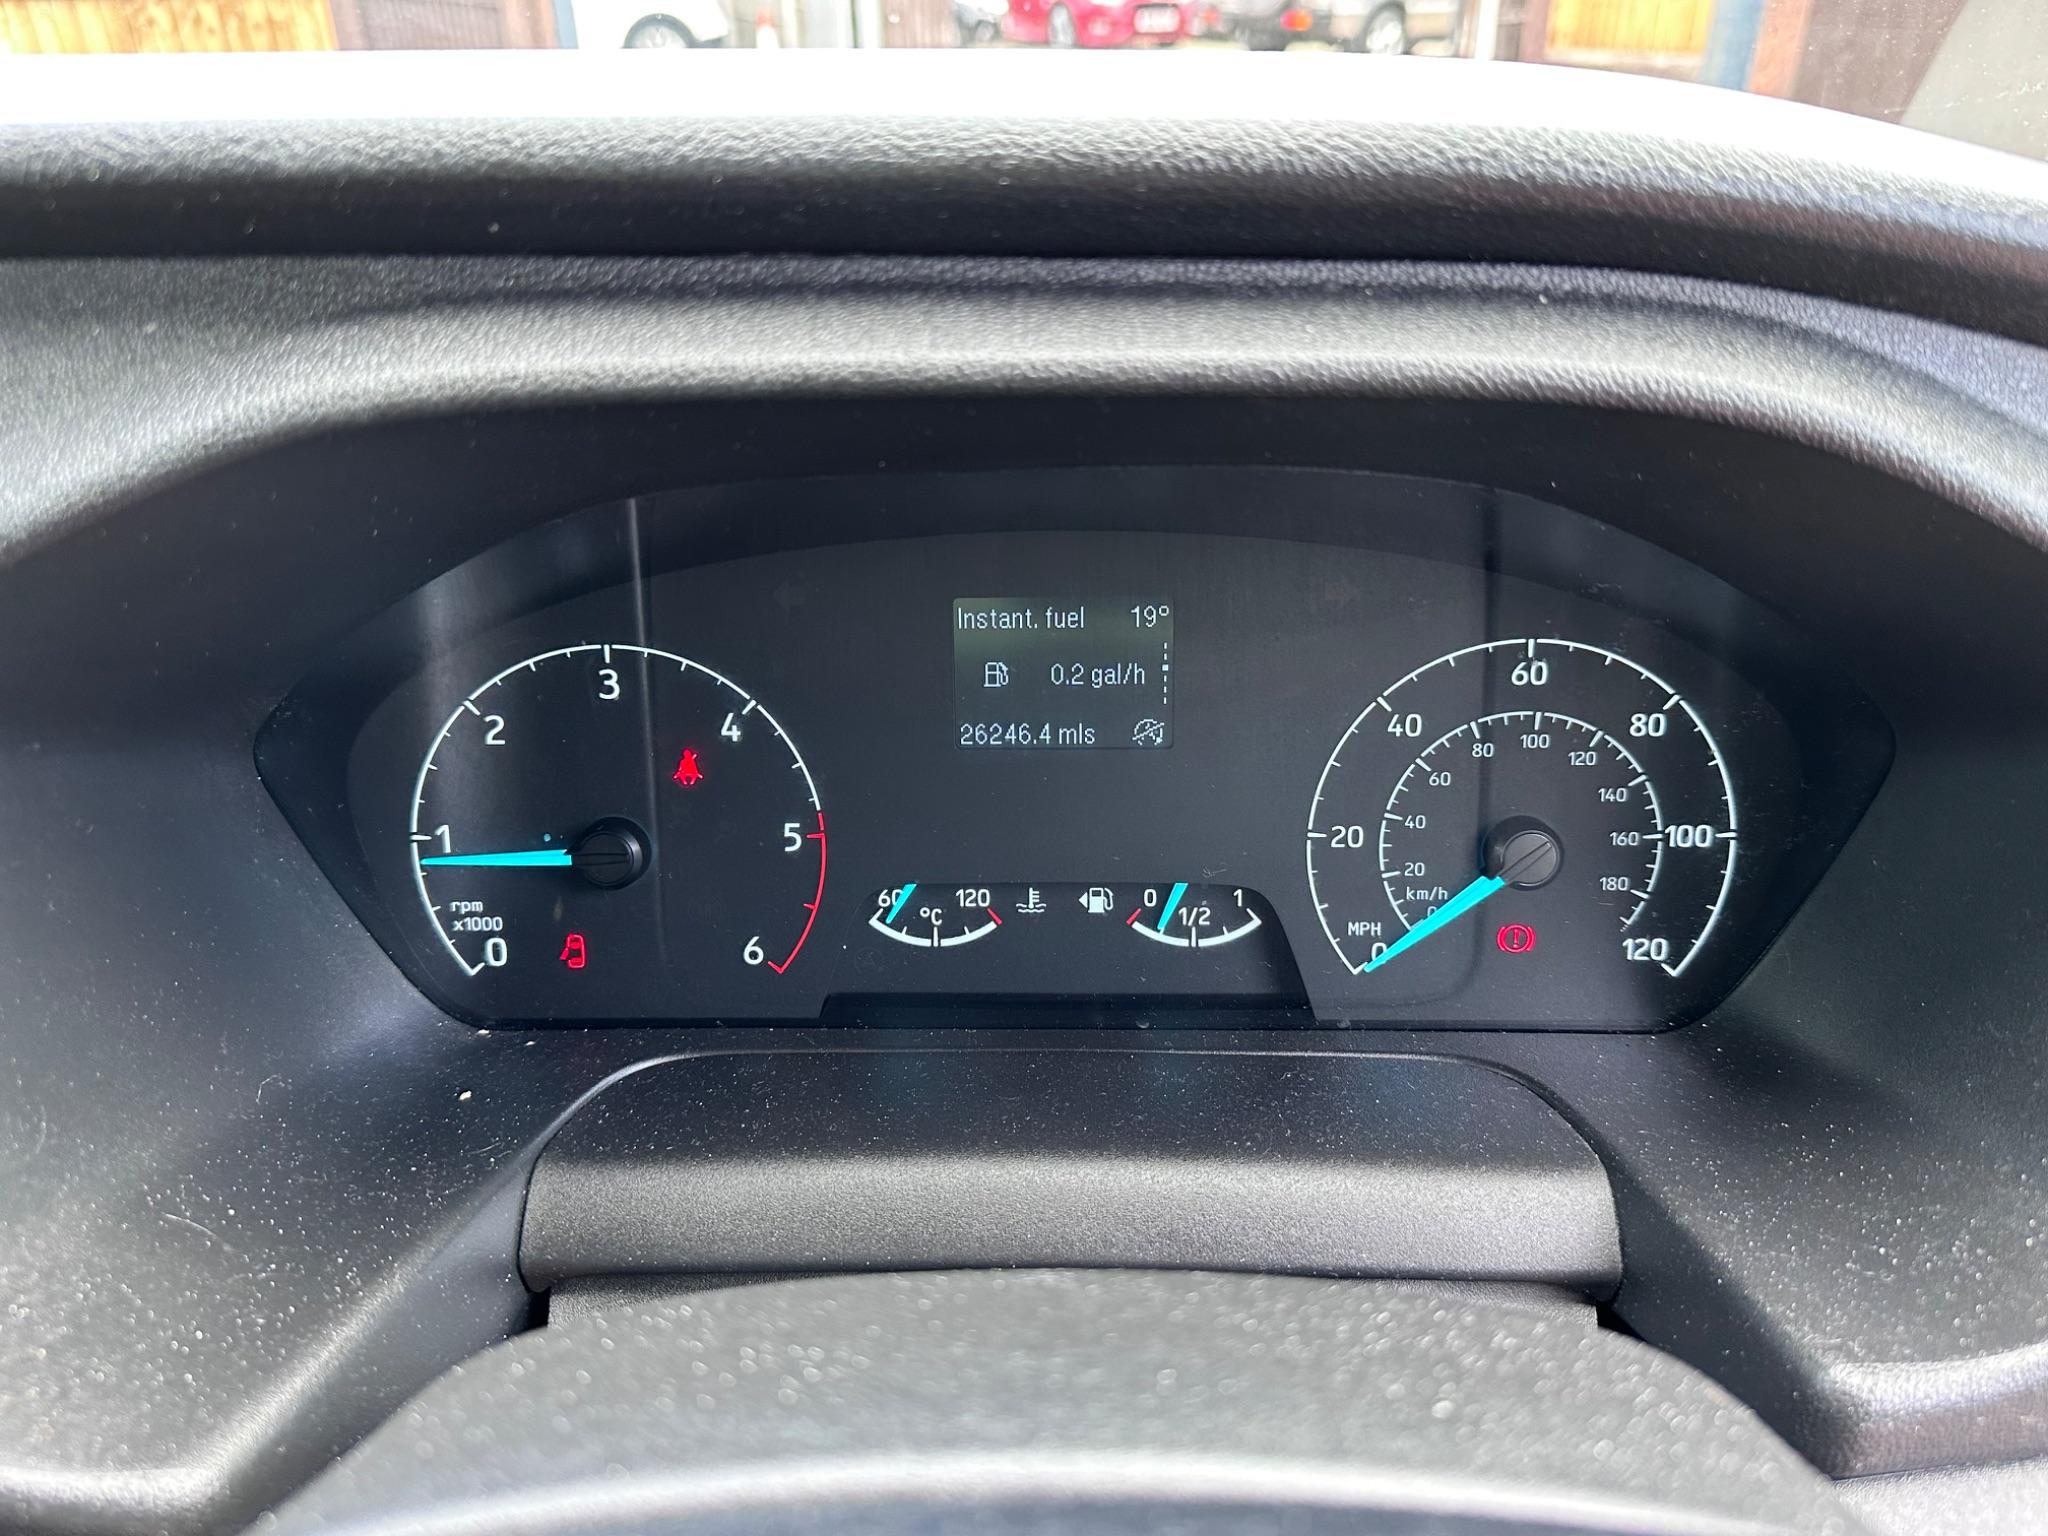 Instant. fuel 19°
0.2 gal/h
26246.4 mls
0 1 2 3 4 5 6
rpm
x1000
60 120
°C
0 1/2 1
0 20 40 60 80 100 120
MPH
0 20 40 60 80 100 120 140 160 180
km/h